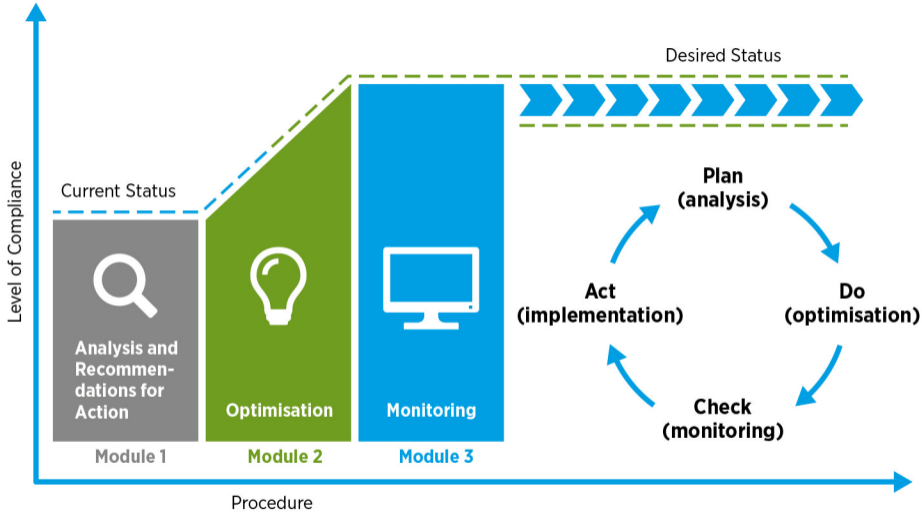 Desired Status
Current Status
Level of Compliance
Analysis and
Recommen-
dations for
Action
Optimisation
Monitoring
Module 1
Module 2
Module 3
Plan
(analysis)
Do
(optimisation)
Check
(monitoring)
Act
(implementation)
Procedure